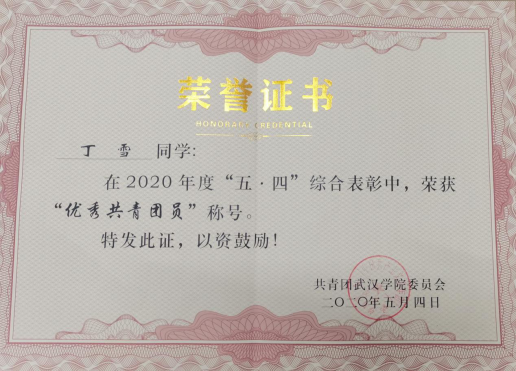 荣誉证书
HONORARY CREDENTIAL
丁雪 同学:
在2020年度“五·四”综合表彰中,荣获
“优秀共青团员”称号。
特发此证,以资鼓励!
共青团武汉学院委员会
二〇二〇年五月四日